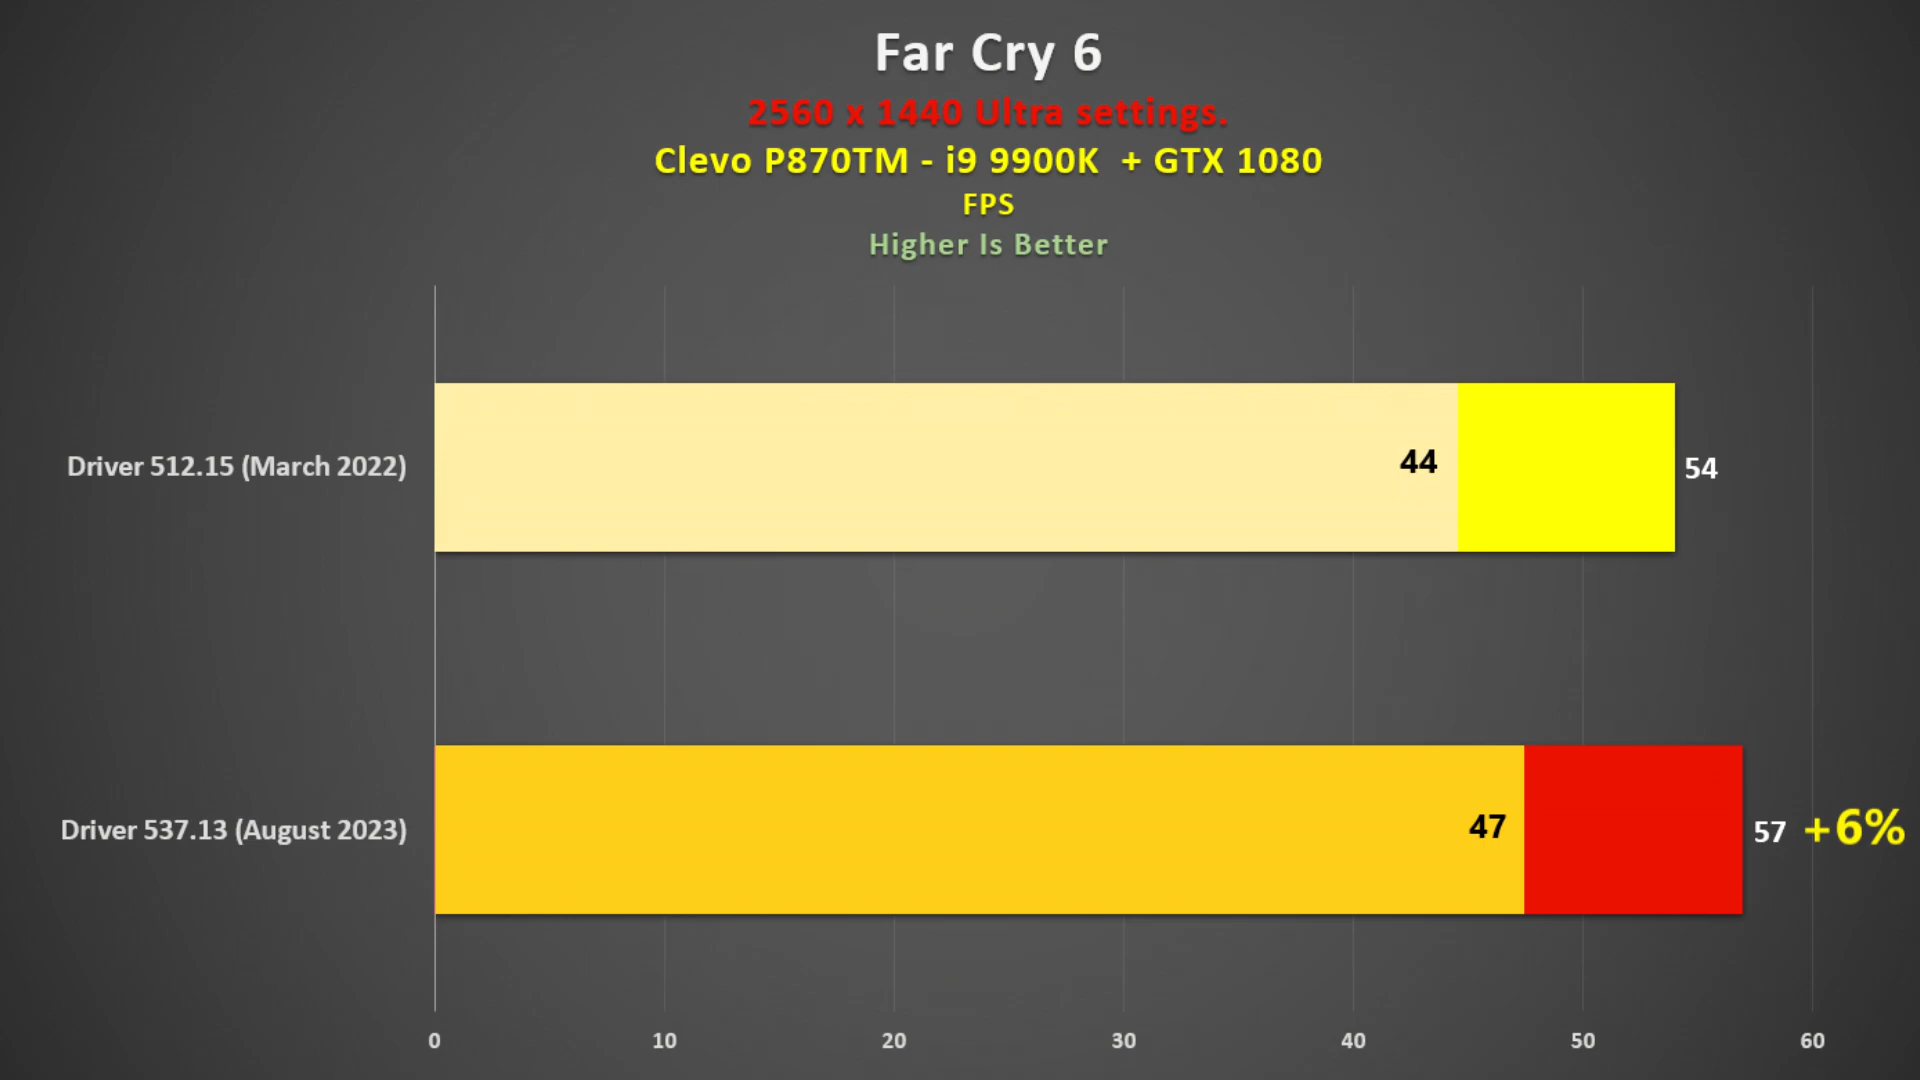 Far Cry 6
2560 x 1440 Ultra settings.
Clevo P870TM - i9 9900K + GTX 1080
FPS
Higher Is Better
Driver 512.15 (March 2022)
44
54
Driver 537.13 (August 2023)
47
57
+6%
0 10 20 30 40 50 60